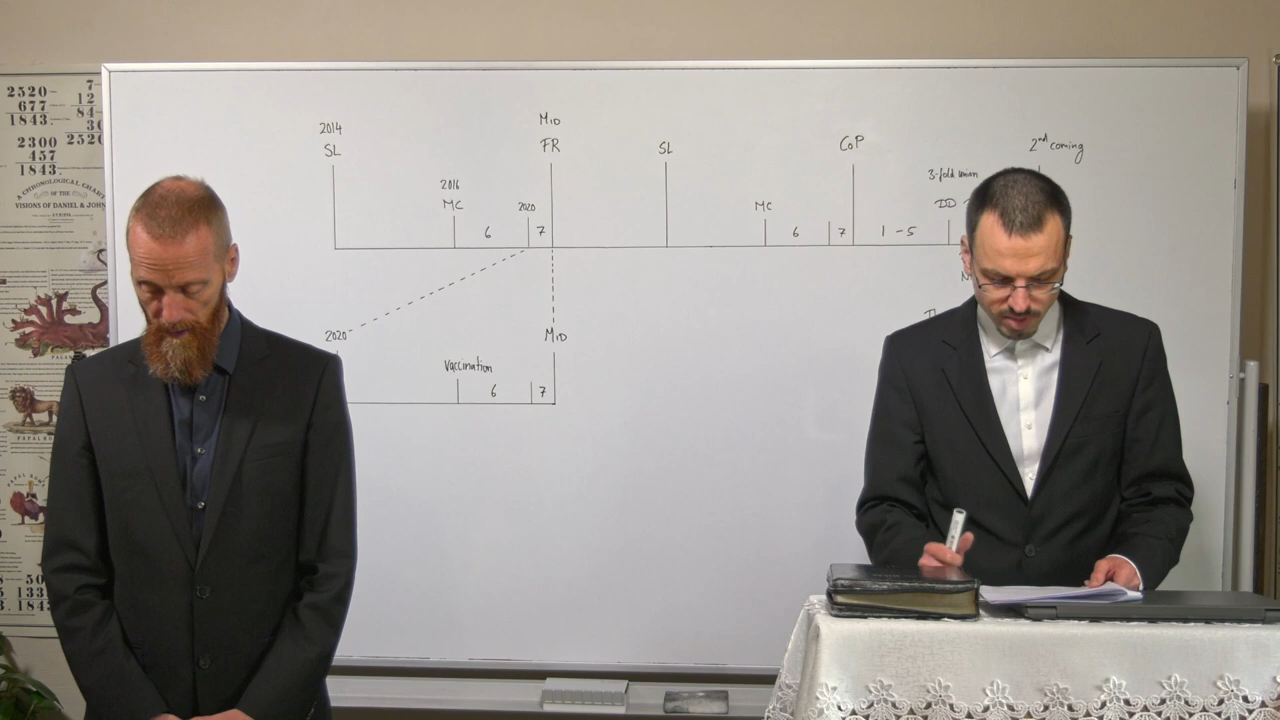 2520
677
1843.
7
12
84
2520
2300
457
1843.
A CHRONOLOGICAL CHART
OF THE
VISIONS OF DANIEL & JOHN
2014
SL
2016
MC
6
2020
7
MID
FR
SL
MC
6
7
CoP
1-5
3-fold union
DD
2nd coming
2020
Vaccination
6
7
MID